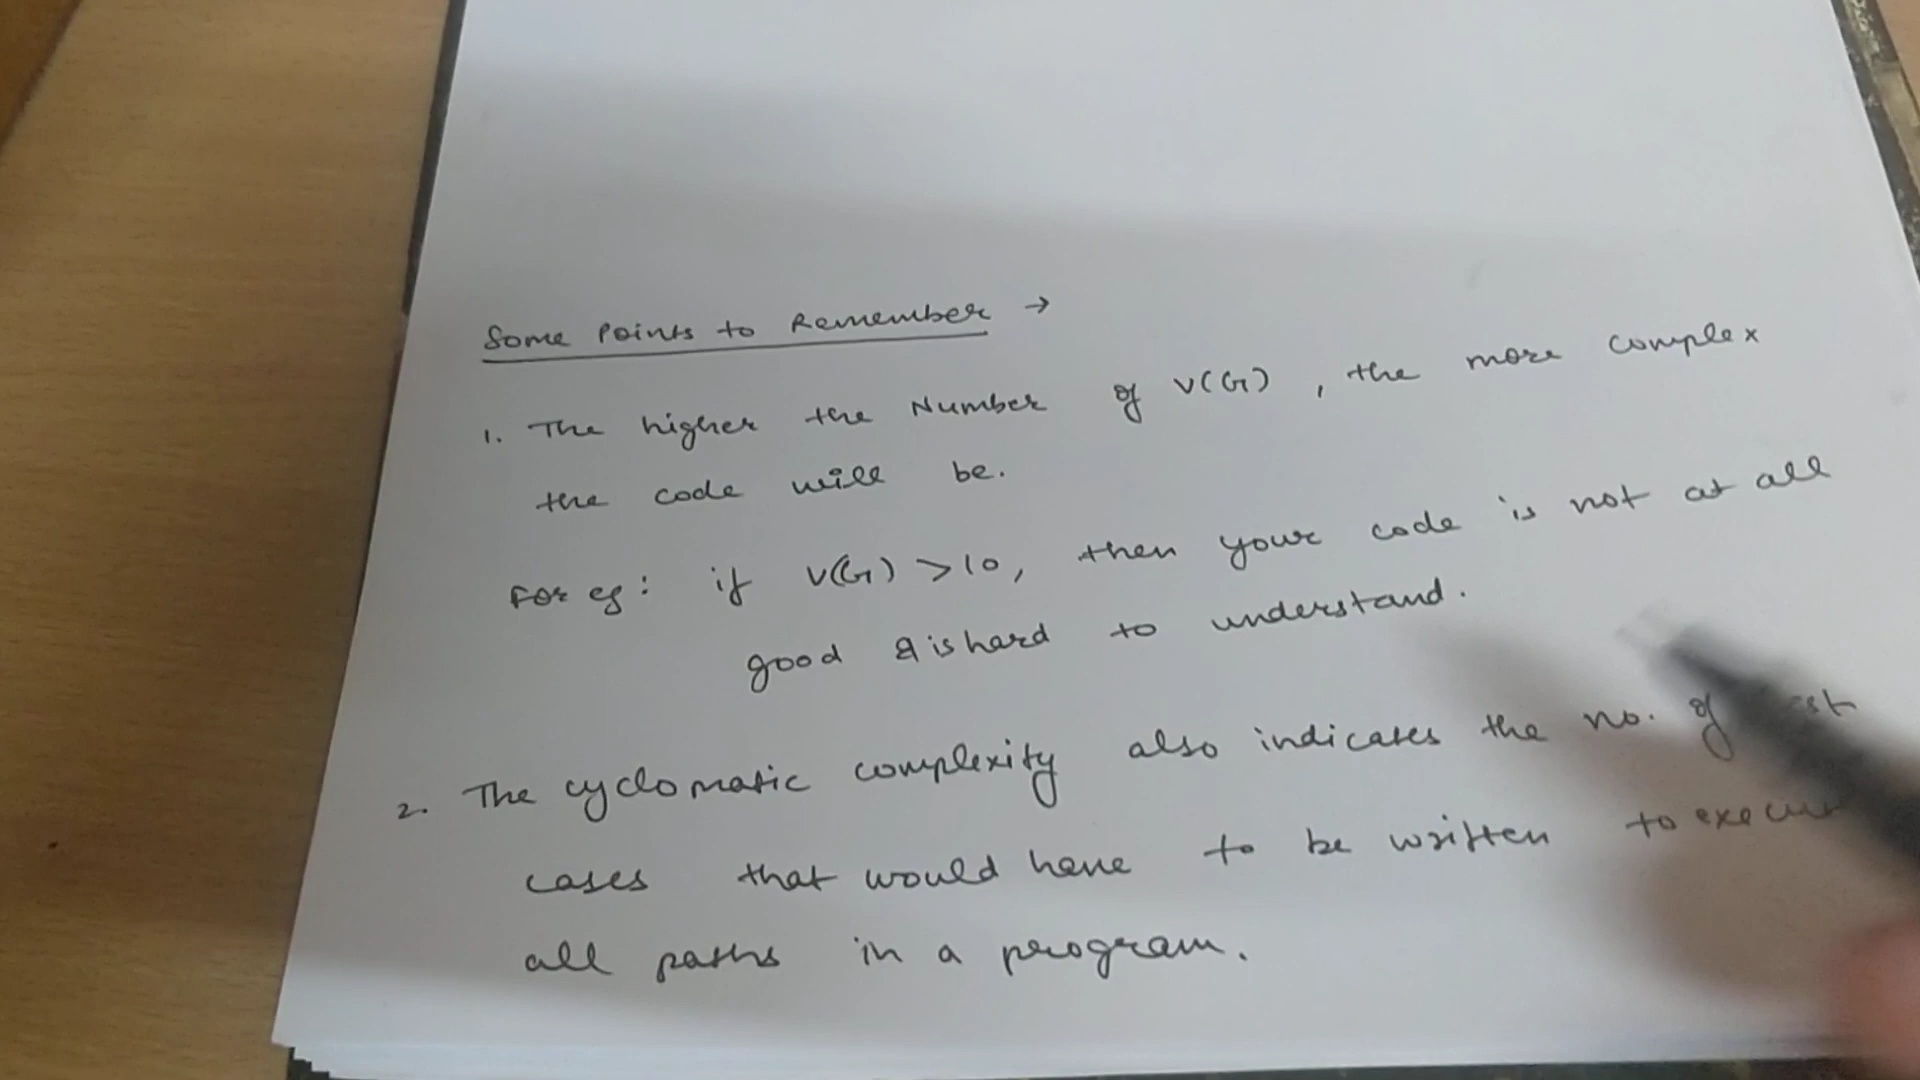 Some Points to Remember →
1. The higher the Number of V(G), the more complex
the code will be.
For eg: if V(G) > 10, then your code is not at all
good & is hard to understand.
2. The cyclomatic complexity also indicates the no. of
cases that would have to be written to
all paths in a program.